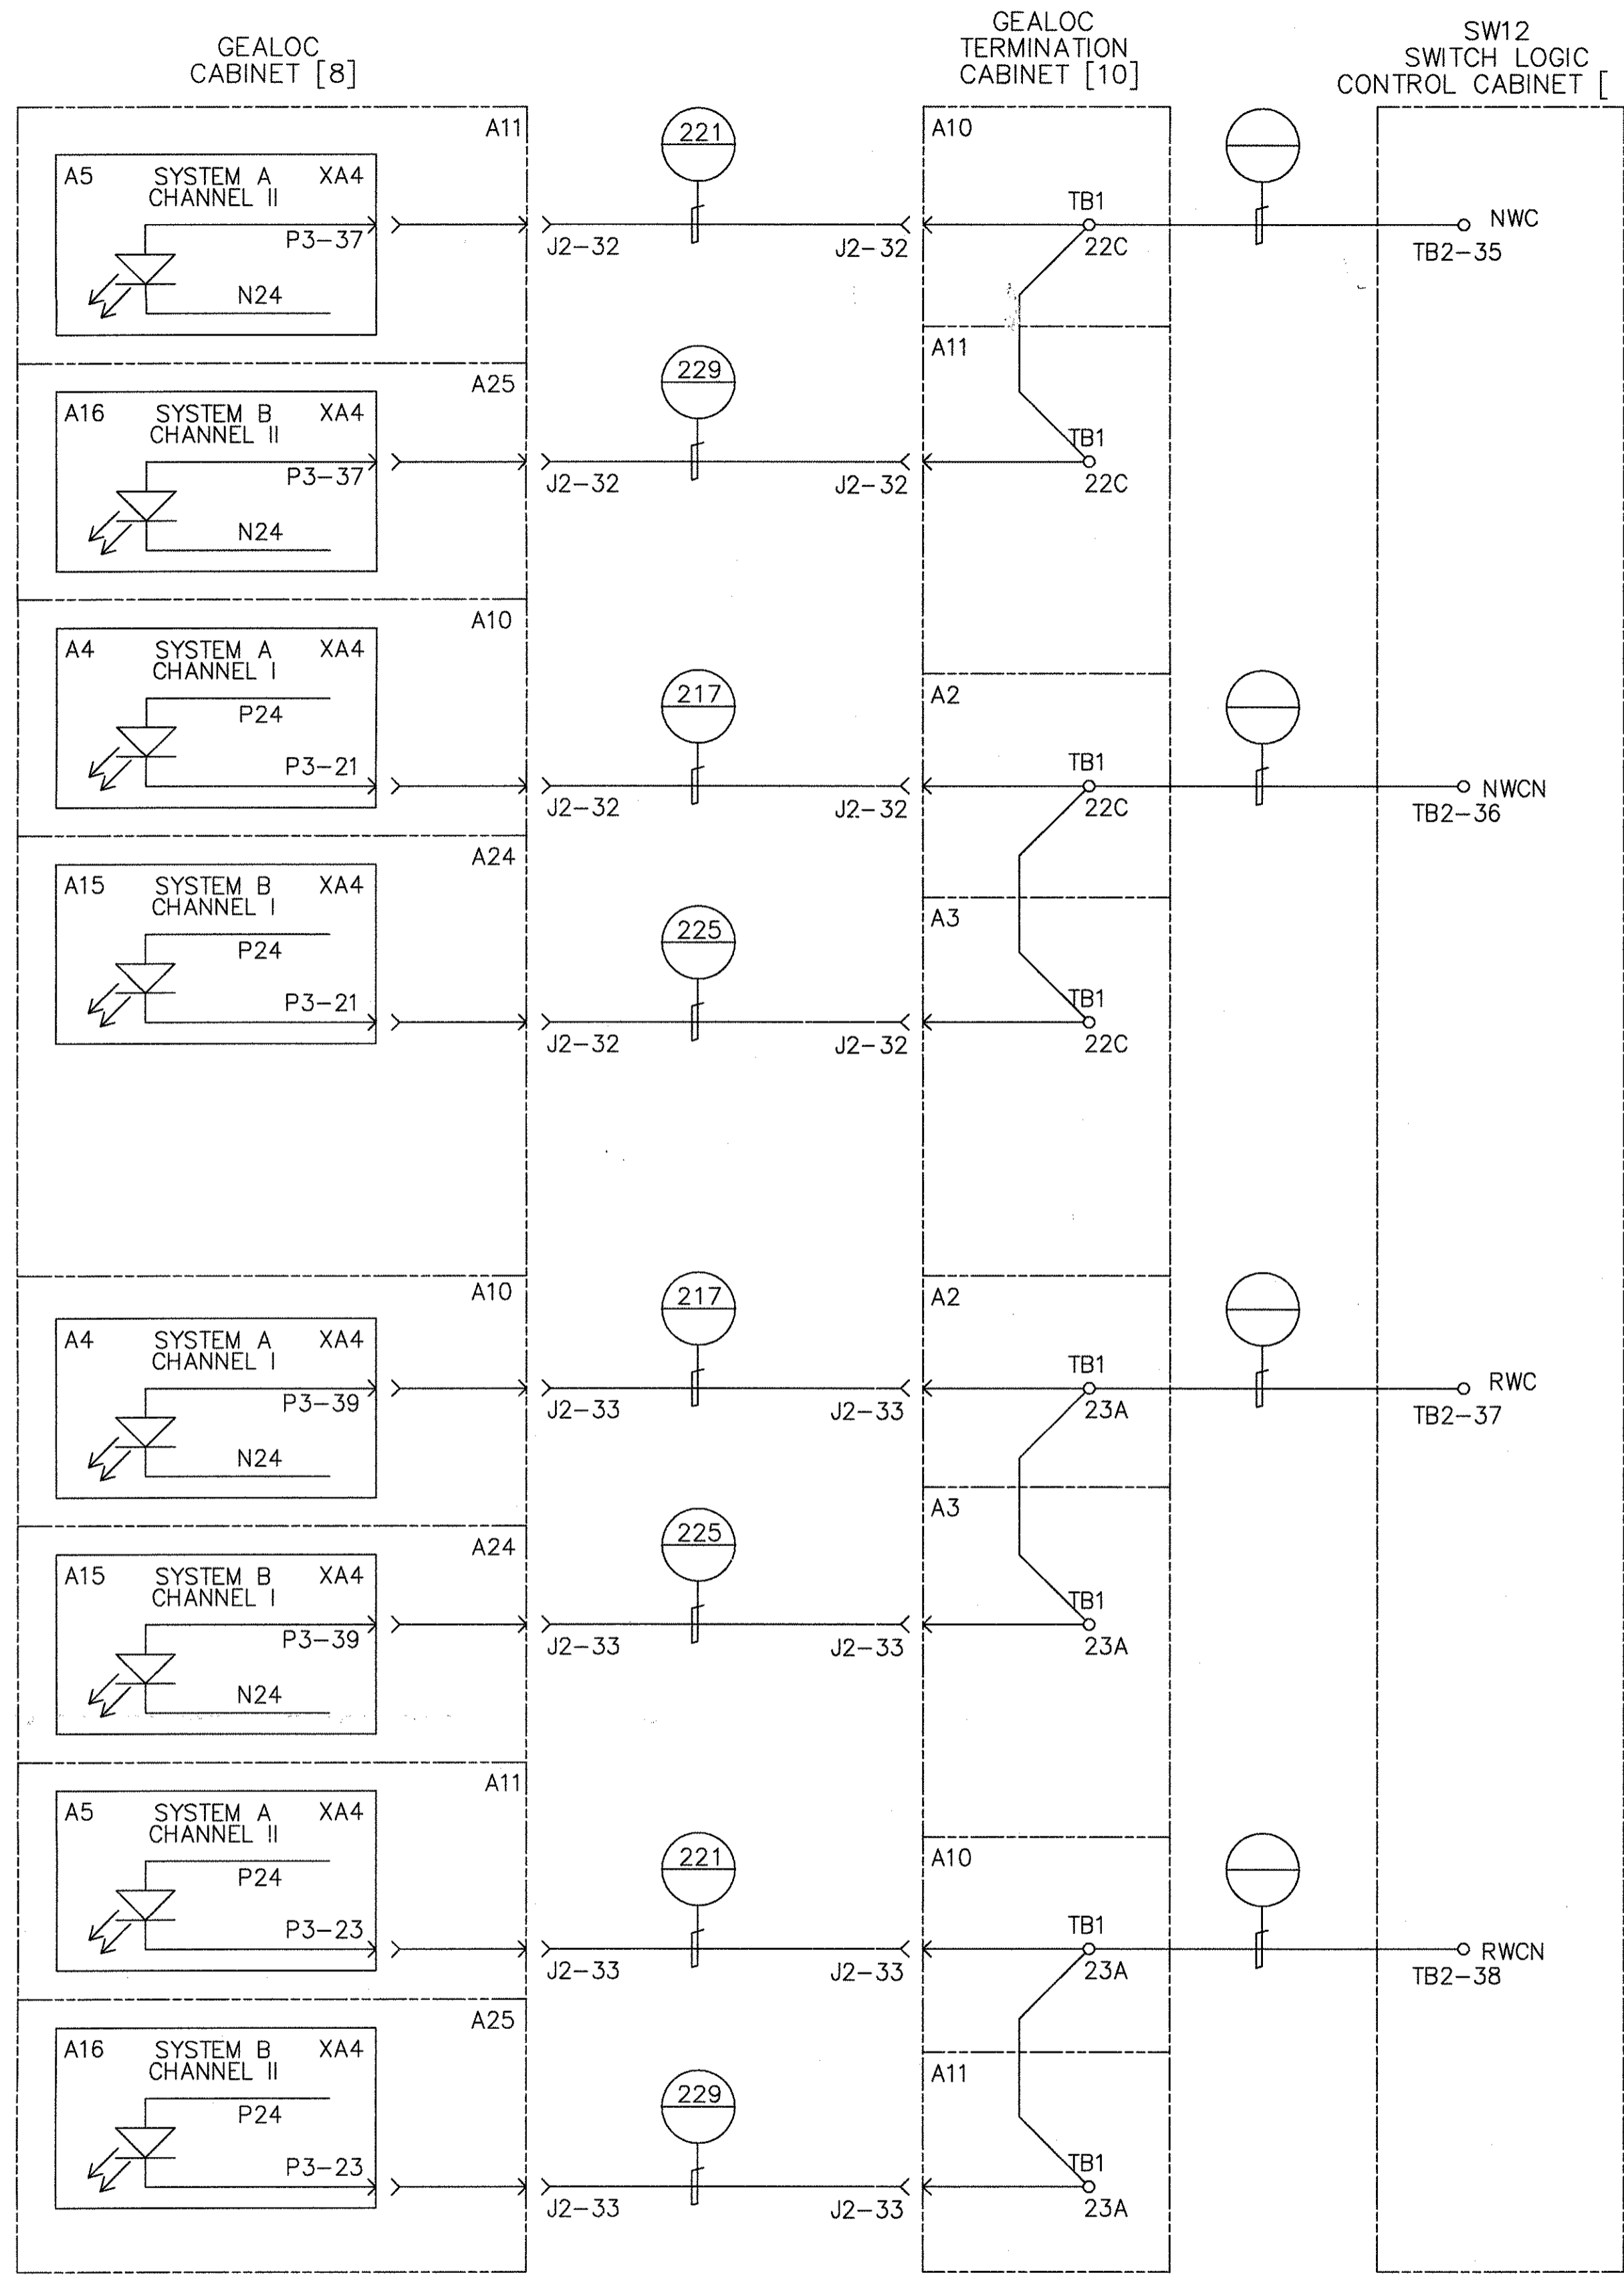 GEALOC
CABINET [8]
GEALOC
TERMINATION
CABINET [10]
SW12
SWITCH LOGIC
CONTROL CABINET [
A11
221
A10
A5 SYSTEM A XA4
CHANNEL II
P3-37
N24
J2-32
J2-32
TB1
22C
NWC
TB2-35
A11
A25
229
A16 SYSTEM B XA4
CHANNEL II
P3-37
N24
J2-32
J2-32
TB1
22C
A10
A4 SYSTEM A XA4
CHANNEL I
P24
P3-21
217
J2-32
J2-32
A2
TB1
22C
NWCN
TB2-36
A24
A15 SYSTEM B XA4
CHANNEL I
P24
P3-21
225
J2-32
J2-32
A3
TB1
22C
A10
217
A2
A4 SYSTEM A XA4
CHANNEL I
P3-39
N24
J2-33
J2-33
TB1
23A
RWC
TB2-37
A24
225
A3
A15 SYSTEM B XA4
CHANNEL I
P3-39
N24
J2-33
J2-33
TB1
23A
A11
A5 SYSTEM A XA4
CHANNEL II
P24
P3-23
221
J2-33
J2-33
A10
TB1
23A
RWCN
TB2-38
A25
A16 SYSTEM B XA4
CHANNEL II
P24
P3-23
229
J2-33
J2-33
A11
TB1
23A